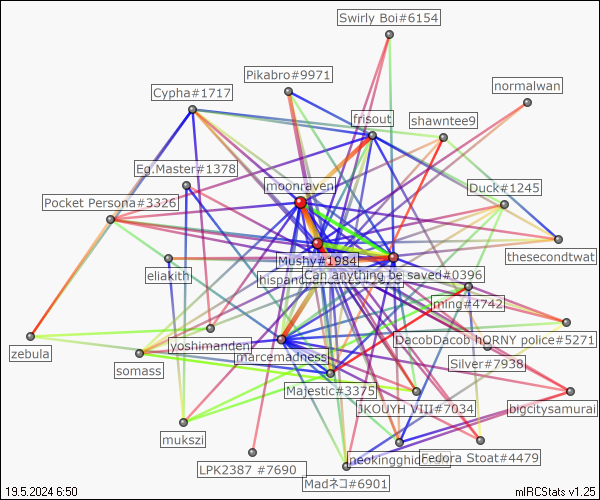 Swirly Boi#6154
Pikabro#9971
normalwan
Cypha#1717
frisout
shawntee9
Eg.Master#1378
moonraven
Duck#1245
Pocket Persona#3326
thesecondtwat
Mushy#1984
eliakith
Can anything be saved#0396
ming#4742
yoshimanden
DacobDacob hORNY police#5271
zebula
marcemadness
somass
Silver#7938
Majestic#3375
JKOUYH VIII#7034
bigcitysamurai
mukszi
neokingghidorah
Fedora Stoat#4479
LPK2387 #7690
Madネコ#6901
19.5.2024 6:50
mIRCStats v1.25